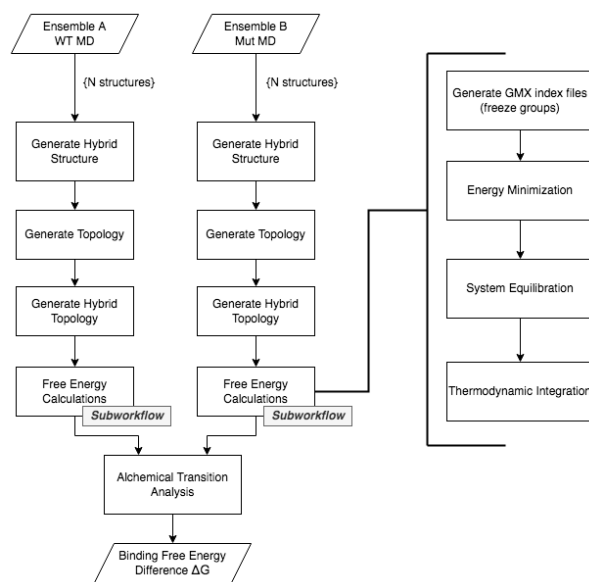 Ensemble A
WT MD
{N structures}
Generate Hybrid
Structure
Generate Topology
Generate Hybrid
Topology
Free Energy
Calculations
Subworkflow
Ensemble B
Mut MD
{N structures}
Generate Hybrid
Structure
Generate Topology
Generate Hybrid
Topology
Free Energy
Calculations
Subworkflow
Alchemical Transition
Analysis
Binding Free Energy
Difference ΔG
Generate GMX index files
(freeze groups)
Energy Minimization
System Equilibration
Thermodynamic Integration